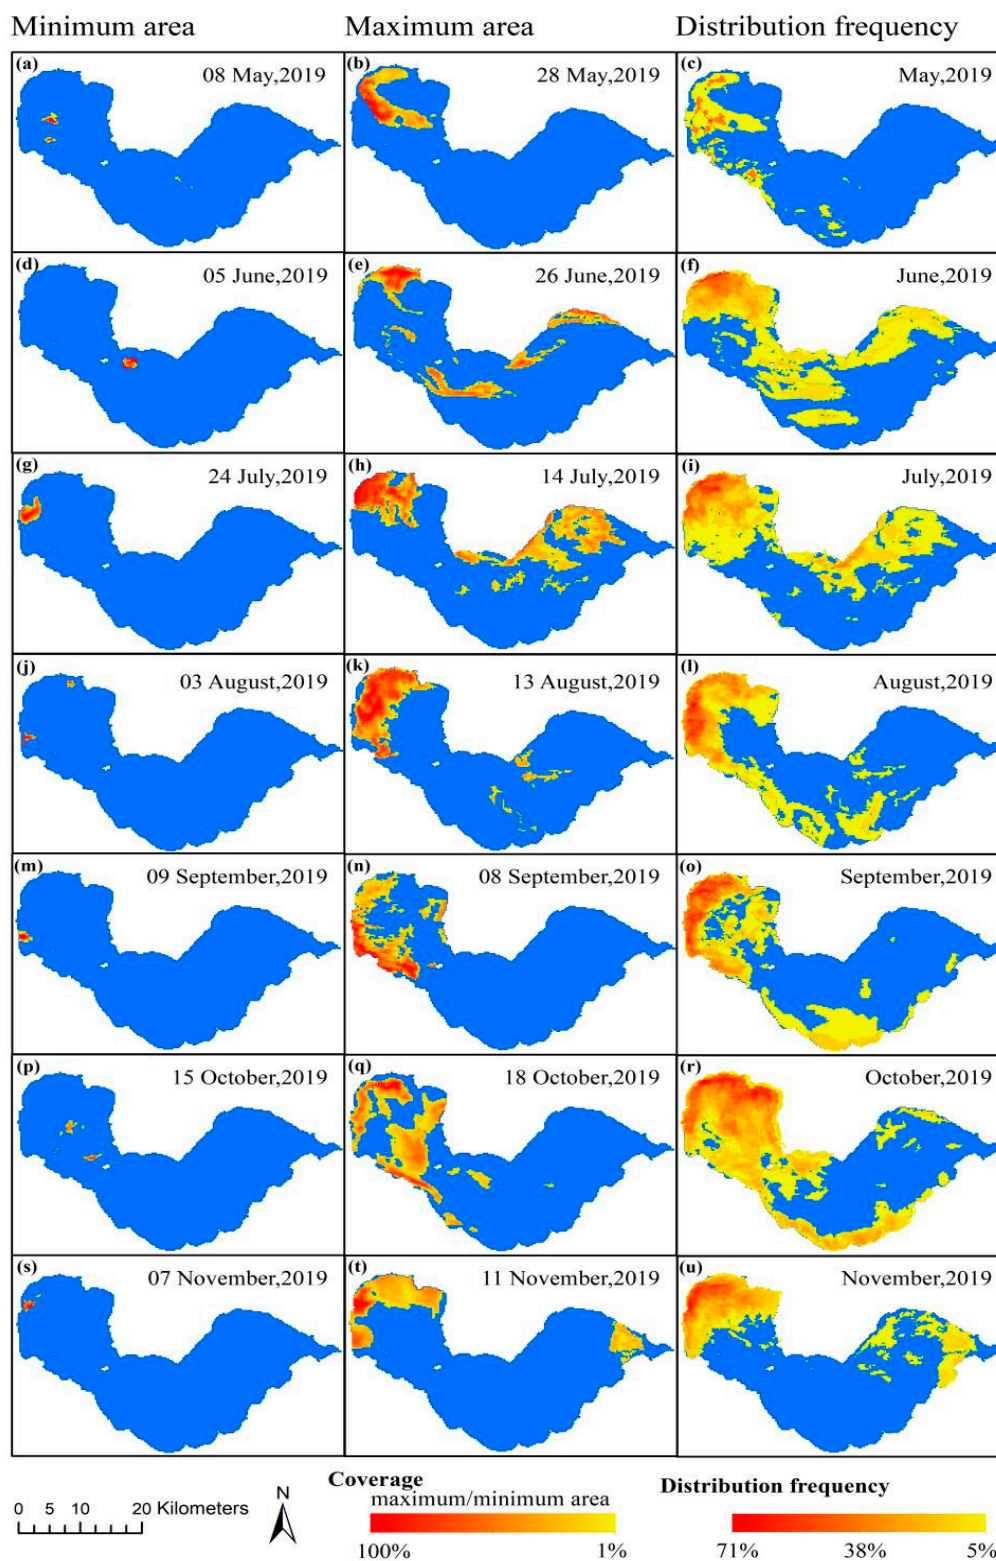 Minimum area Maximum area Distribution frequency
(a) 08 May,2019 (b) 28 May,2019 (c) May,2019
(d) 05 June,2019 (e) 26 June,2019 (f) June,2019
(g) 24 July,2019 (h) 14 July,2019 (i) July,2019
(j) 03 August,2019 (k) 13 August,2019 (l) August,2019
(m) 09 September,2019 (n) 08 September,2019 (o) September,2019
(p) 15 October,2019 (q) 18 October,2019 (r) October,2019
(s) 07 November,2019 (t) 11 November,2019 (u) November,2019
0 5 10 20 Kilometers
N
Coverage
maximum/minimum area
100% 1%
Distribution frequency
71% 38% 5%